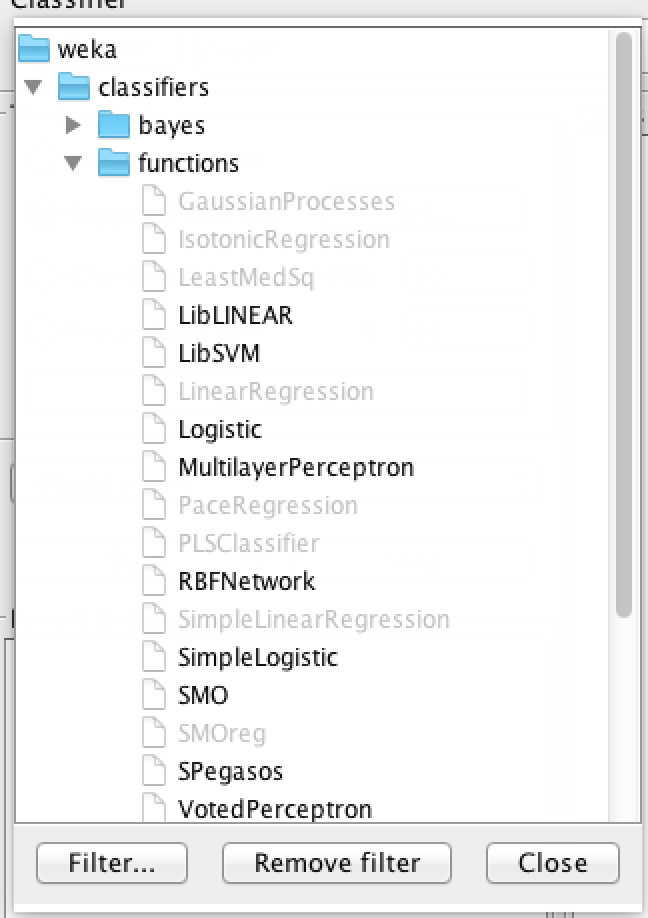 Classifier
weka
classifiers
bayes
functions
GaussianProcesses
IsotonicRegression
LeastMedSq
LibLINEAR
LibSVM
LinearRegression
Logistic
MultilayerPerceptron
PaceRegression
PLSClassifier
RBFNetwork
SimpleLinearRegression
SimpleLogistic
SMO
SMOreg
SPegasos
VotedPerceptron
Filter... Remove filter Close